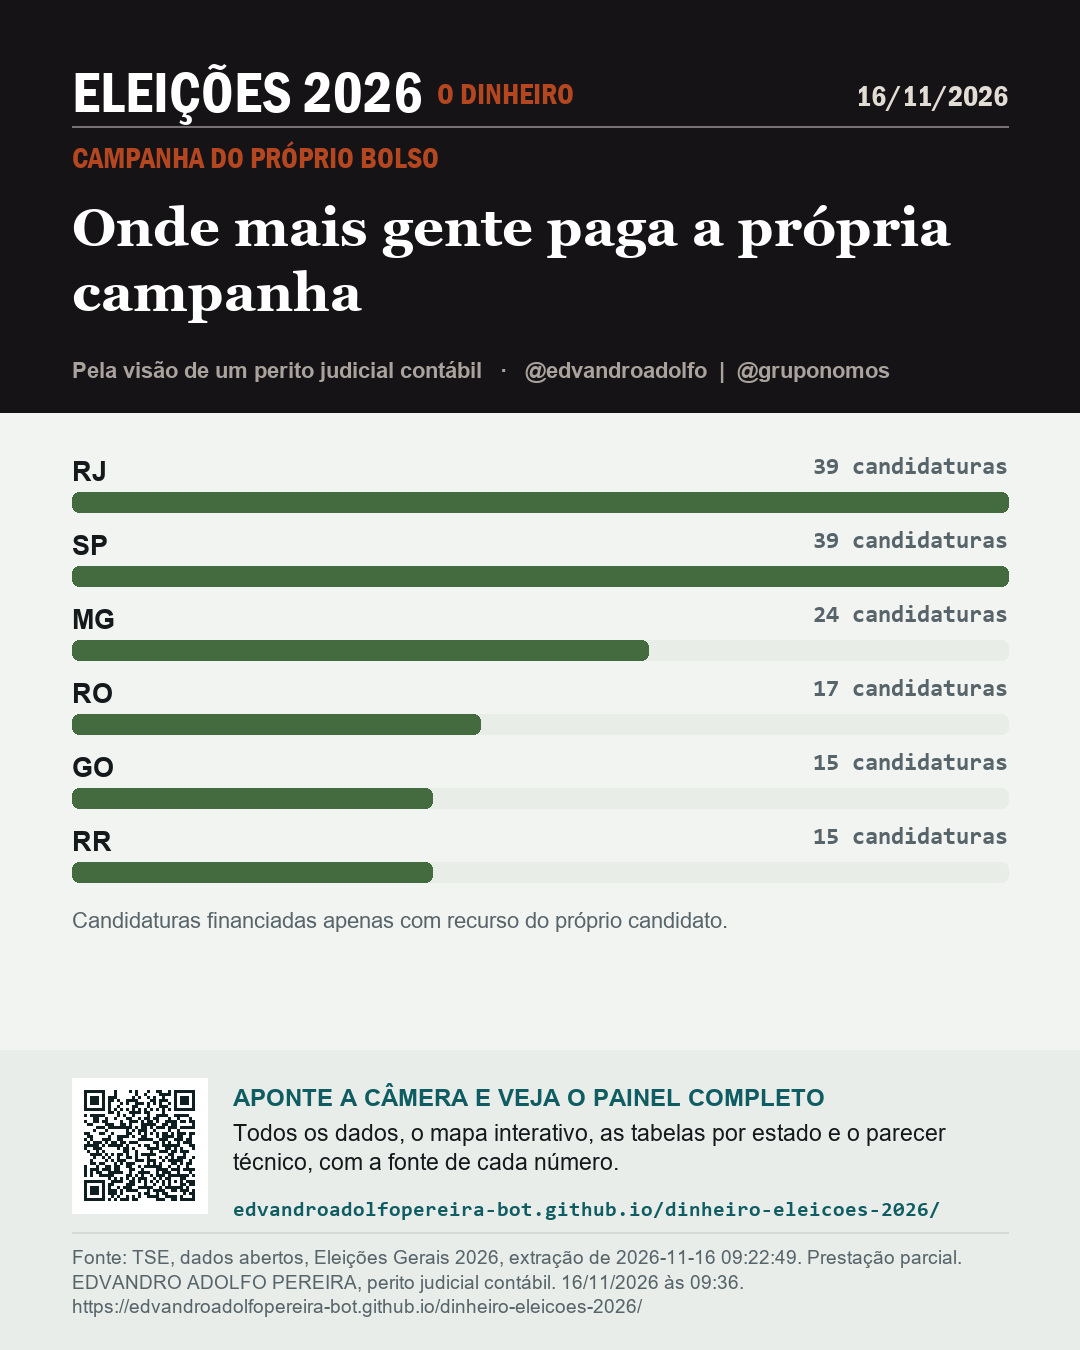 ELEIÇÕES 2026 O DINHEIRO 16/11/2026
CAMPANHA DO PRÓPRIO BOLSO
Onde mais gente paga a própria
campanha
Pela visão de um perito judicial contábil · @edvandroadolfo | @gruponomos
RJ 39 candidaturas
SP 39 candidaturas
MG 24 candidaturas
RO 17 candidaturas
GO 15 candidaturas
RR 15 candidaturas
Candidaturas financiadas apenas com recurso do próprio candidato.
APONTE A CÂMERA E VEJA O PAINEL COMPLETO
Todos os dados, o mapa interativo, as tabelas por estado e o parecer
técnico, com a fonte de cada número.
edvandroadolfopereira-bot.github.io/dinheiro-eleicoes-2026/
Fonte: TSE, dados abertos, Eleições Gerais 2026, extração de 2026-11-16 09:22:49. Prestação parcial.
EDVANDRO ADOLFO PEREIRA, perito judicial contábil. 16/11/2026 às 09:36.
https://edvandroadolfopereira-bot.github.io/dinheiro-eleicoes-2026/